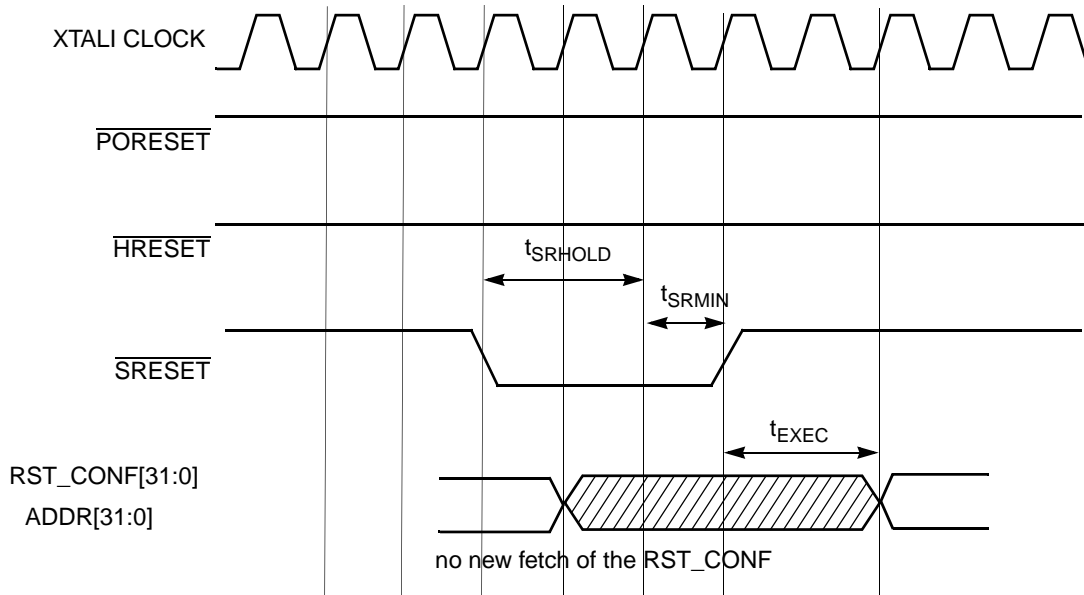 XTALI CLOCK
PORESET
HRESET
tSRHOLD
tSRMIN
SRESET
tEXEC
RST_CONF[31:0]
ADDR[31:0]
no new fetch of the RST_CONF